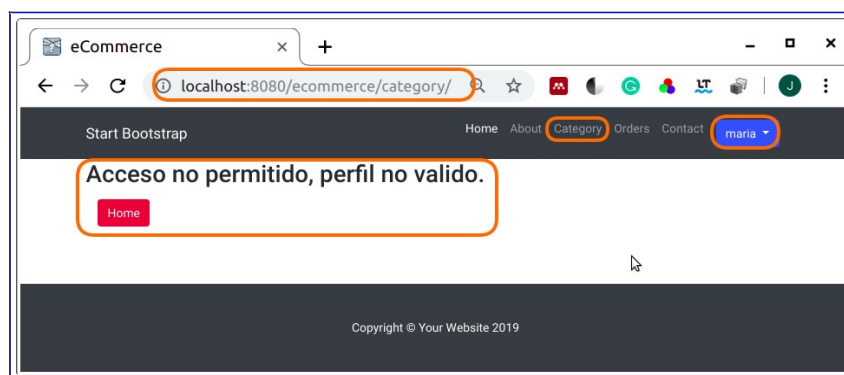 eCommerce
localhost:8080/ecommerce/category/
Start Bootstrap
Home About Category Orders Contact maria
Acceso no permitido, perfil no valido.
Home
Copyright © Your Website 2019